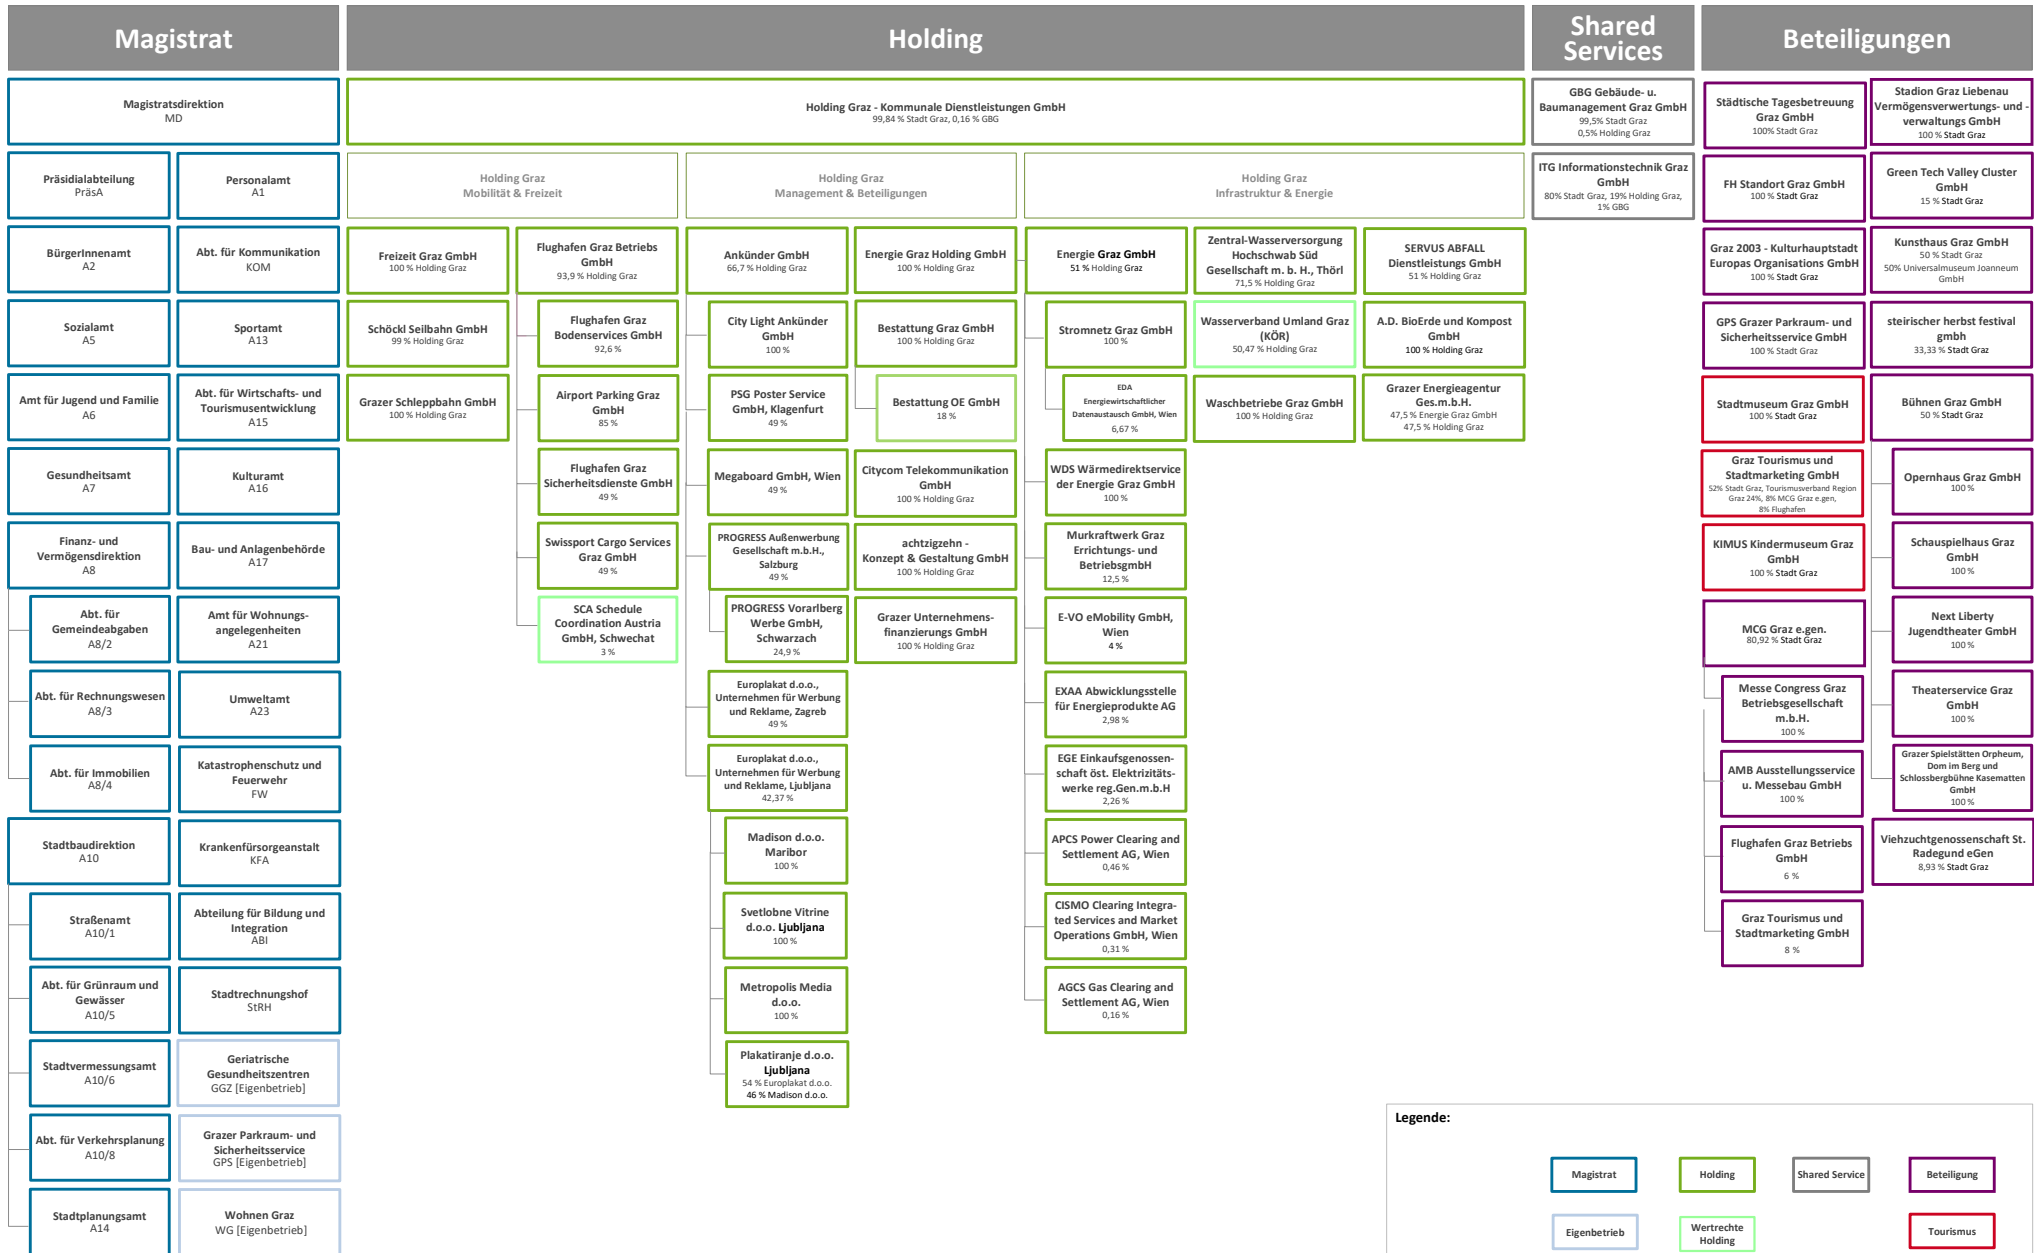 Magistrat
Holding
Shared
Services
Beteiligungen
Magistratsdirektion
MD
Präsidialabteilung
PräsA
Personalamt
A1
BürgerInnenamt
A2
Abt. für Kommunikation
KOM
Sozialamt
A5
Sportamt
A13
Amt für Jugend und Familie
A6
Abt. für Wirtschafts- und
Tourismusentwicklung
A15
Gesundheitsamt
A7
Kulturamt
A16
Finanz- und
Vermögensdirektion
A8
Bau- und Anlagenbehörde
A17
Abt. für
Gemeindeabgaben
A8/2
Amt für Wohnungs-
angelegenheiten
A21
Abt. für Rechnungswesen
A8/3
Umweltamt
A23
Abt. für Immobilien
A8/4
Katastrophenschutz und
Feuerwehr
FW
Stadtbaudirektion
A10
Krankenfürsorgeanstalt
KFA
Straßenamt
A10/1
Abteilung für Bildung und
Integration
ABI
Abt. für Grünraum und
Gewässer
A10/5
Stadtrechnungshof
StRH
Stadtvermessungsamt
A10/6
Geriatrische
Gesundheitszentren
GGZ [Eigenbetrieb]
Abt. für Verkehrsplanung
A10/8
Grazer Parkraum- und
Sicherheitsservice
GPS [Eigenbetrieb]
Stadtplanungsamt
A14
Wohnen Graz
WG [Eigenbetrieb]
Holding Graz - Kommunale Dienstleistungen GmbH
99,84 % Stadt Graz, 0,16 % GBG
Holding Graz
Mobilität & Freizeit
Holding Graz
Management & Beteiligungen
Holding Graz
Infrastruktur & Energie
Freizeit Graz GmbH
100 % Holding Graz
Schöckl Seilbahn GmbH
99 % Holding Graz
Grazer Schleppbahn GmbH
100 % Holding Graz
Flughafen Graz Betriebs
GmbH
93,9 % Holding Graz
Flughafen Graz
Bodenservices GmbH
92,6 %
Airport Parking Graz
GmbH
85 %
Flughafen Graz
Sicherheitsdienste GmbH
49 %
Swissport Cargo Services
Graz GmbH
49 %
SCA Schedule
Coordination Austria
GmbH, Schwechat
3 %
Ankünder GmbH
66,7 % Holding Graz
City Light Ankünder
GmbH
100 %
PSG Poster Service
GmbH, Klagenfurt
49 %
Megaboard GmbH, Wien
49 %
PROGRESS Außenwerbung
Gesellschaft m.b.H.,
Salzburg
49 %
PROGRESS Vorarlberg
Werbe GmbH,
Schwarzach
24,9 %
Europlakat d.o.o.,
Unternehmen für Werbung
und Reklame, Zagreb
49 %
Europlakat d.o.o.,
Unternehmen für Werbung
und Reklame, Ljubljana
42,37 %
Madison d.o.o.
Maribor
100 %
Svetlobne Vitrine
d.o.o. Ljubljana
100 %
Metropolis Media
d.o.o.
100 %
Plakatiranje d.o.o.
Ljubljana
54 % Europlakat d.o.o.
46 % Madison d.o.o.
Energie Graz Holding GmbH
100 % Holding Graz
Bestattung Graz GmbH
100 % Holding Graz
Bestattung OE GmbH
18 %
Citycom Telekommunikation
GmbH
100 % Holding Graz
achtzigzehn -
Konzept & Gestaltung GmbH
100 % Holding Graz
Grazer Unternehmens-
finanzierungs GmbH
100 % Holding Graz
Energie Graz GmbH
51 % Holding Graz
Stromnetz Graz GmbH
100 %
EDA
Energiewirtschaftlicher
Datenaustausch GmbH, Wien
6,67 %
WDS Wärmedirektservice
der Energie Graz GmbH
100 %
Murkraftwerk Graz
Errichtungs- und
BetriebsgmbH
12,5 %
E-VO eMobility GmbH,
Wien
4 %
EXAA Abwicklungsstelle
für Energieprodukte AG
2,98 %
EGE Einkaufsgenossen-
schaft öst. Elektrizitäts-
werke reg.Gen.m.b.H
2,26 %
APCS Power Clearing and
Settlement AG, Wien
0,46 %
CISMO Clearing Integra-
ted Services and Market
Operations GmbH, Wien
0,31 %
AGCS Gas Clearing and
Settlement AG, Wien
0,16 %
Zentral-Wasserversorgung
Hochschwab Süd
Gesellschaft m. b. H., Thörl
71,5 % Holding Graz
Wasserverband Umland Graz
(KÖR)
50,47 % Holding Graz
Waschbetriebe Graz GmbH
100 % Holding Graz
SERVUS ABFALL
Dienstleistungs GmbH
51 % Holding Graz
A.D. BioErde und Kompost
GmbH
100 % Holding Graz
Grazer Energieagentur
Ges.m.b.H.
47,5 % Energie Graz GmbH
47,5 % Holding Graz
GBG Gebäude- u.
Baumanagement Graz GmbH
99,5% Stadt Graz
0,5% Holding Graz
ITG Informationstechnik Graz
GmbH
80% Stadt Graz, 19% Holding Graz,
1% GBG
Städtische Tagesbetreuung
Graz GmbH
100% Stadt Graz
FH Standort Graz GmbH
100 % Stadt Graz
Graz 2003 - Kulturhauptstadt
Europas Organisations GmbH
100 % Stadt Graz
GPS Grazer Parkraum- und
Sicherheitsservice GmbH
100 % Stadt Graz
Stadtmuseum Graz GmbH
100 % Stadt Graz
Graz Tourismus und
Stadtmarketing GmbH
52% Stadt Graz, Tourismusverband Region
Graz 24%, 8% MCG Graz e.gen,
8% Flughafen
KIMUS Kindermuseum Graz
GmbH
100 % Stadt Graz
MCG Graz e.gen.
80,92 % Stadt Graz
Messe Congress Graz
Betriebsgesellschaft
m.b.H.
100 %
AMB Ausstellungsservice
u. Messebau GmbH
100 %
Flughafen Graz Betriebs
GmbH
6 %
Graz Tourismus und
Stadtmarketing GmbH
8 %
Stadion Graz Liebenau
Vermögensverwertungs- und -
verwaltungs GmbH
100 % Stadt Graz
Green Tech Valley Cluster
GmbH
15 % Stadt Graz
Kunsthaus Graz GmbH
50 % Stadt Graz
50% Universalmuseum Joanneum
GmbH
steirischer herbst festival
gmbh
33,33 % Stadt Graz
Bühnen Graz GmbH
50 % Stadt Graz
Opernhaus Graz GmbH
100 %
Schauspielhaus Graz
GmbH
100 %
Next Liberty
Jugendtheater GmbH
100 %
Theaterservice Graz
GmbH
100 %
Grazer Spielstätten Orpheum,
Dom im Berg und
Schlossbergbühne Kasematten
GmbH
100 %
Viehzuchtgenossenschaft St.
Radegund eGen
8,93 % Stadt Graz
Legende:
Magistrat
Holding
Shared Service
Beteiligung
Eigenbetrieb
Wertrechte
Holding
Tourismus